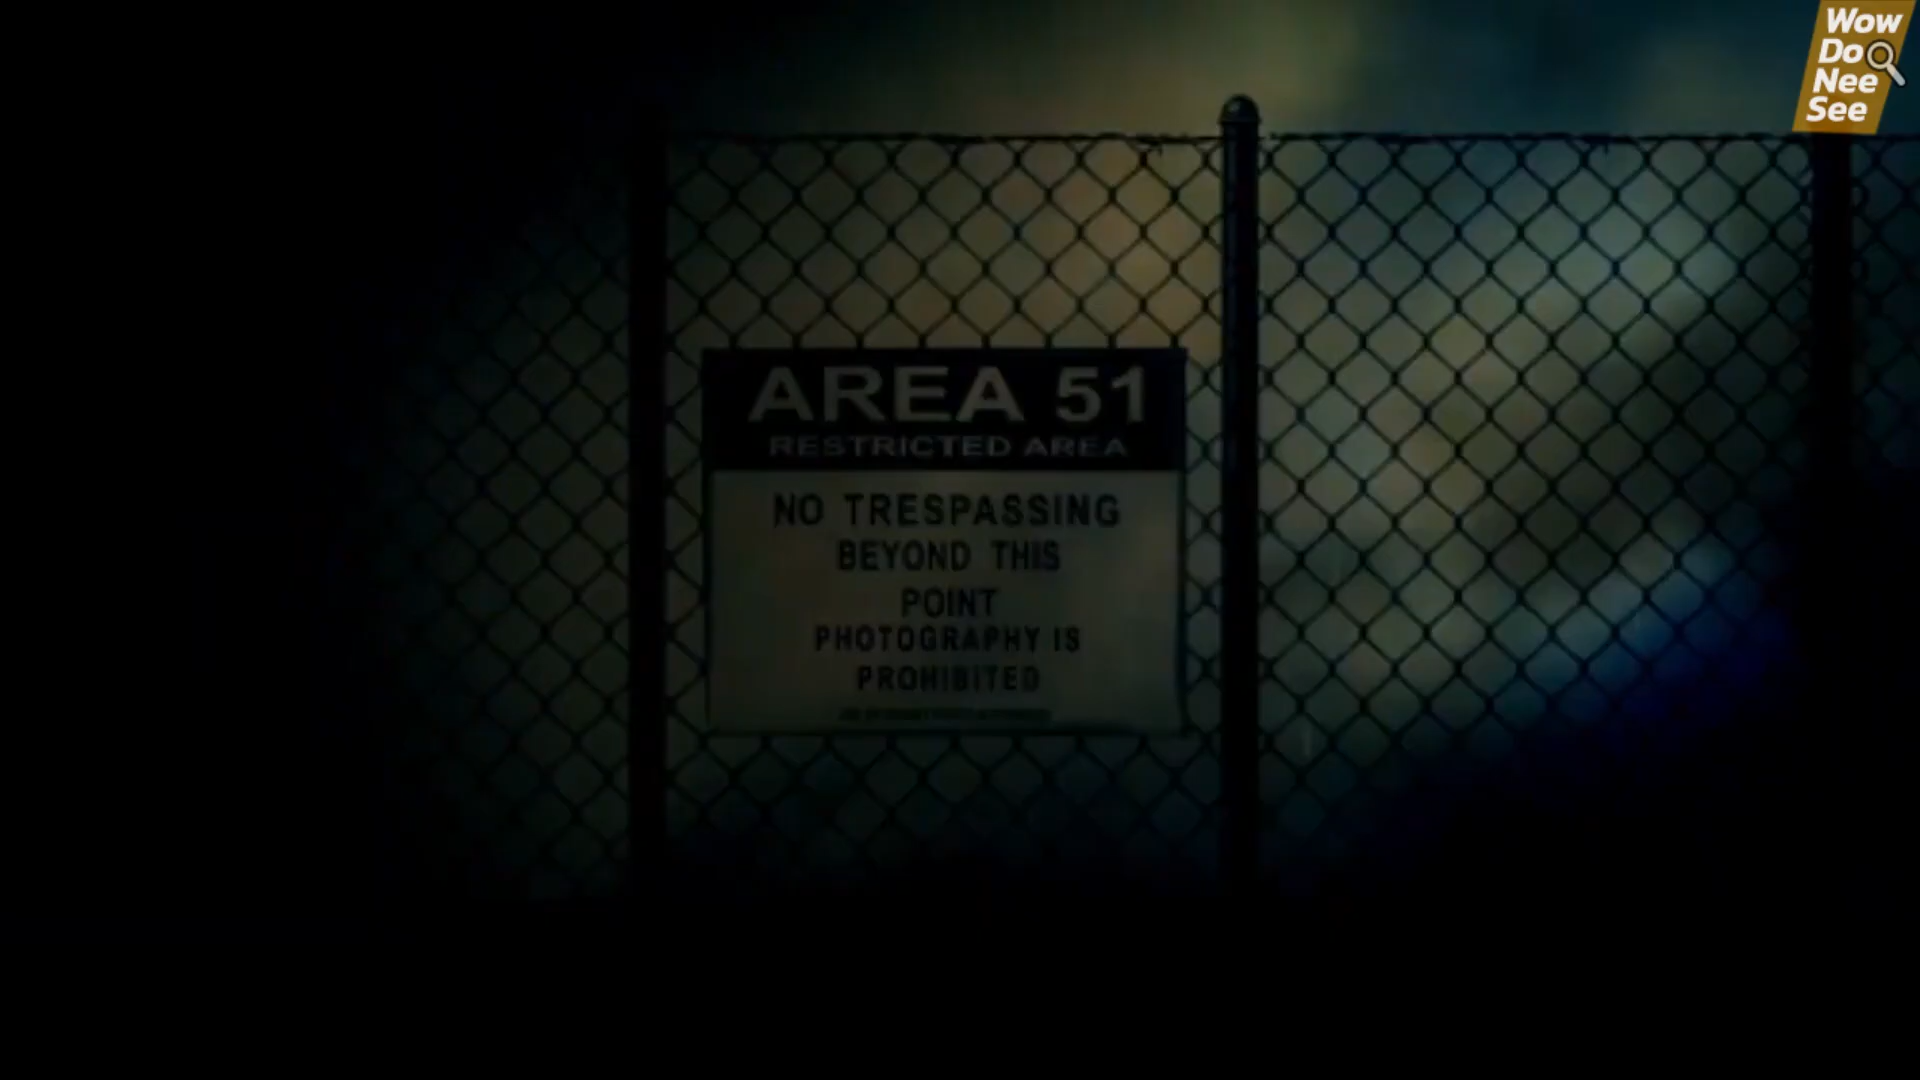 Wow
Do
Nee
See
AREA 51
RESTRICTED AREA
NO TRESPASSING
BEYOND THIS
POINT
PHOTOGRAPHY IS
PROHIBITED